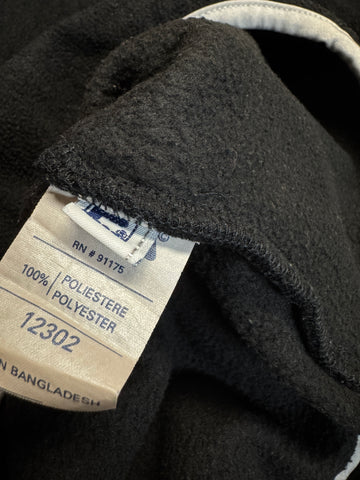 ©
RN # 91175
100% POLIESTERE
POLYESTER
12302
N BANGLADESH